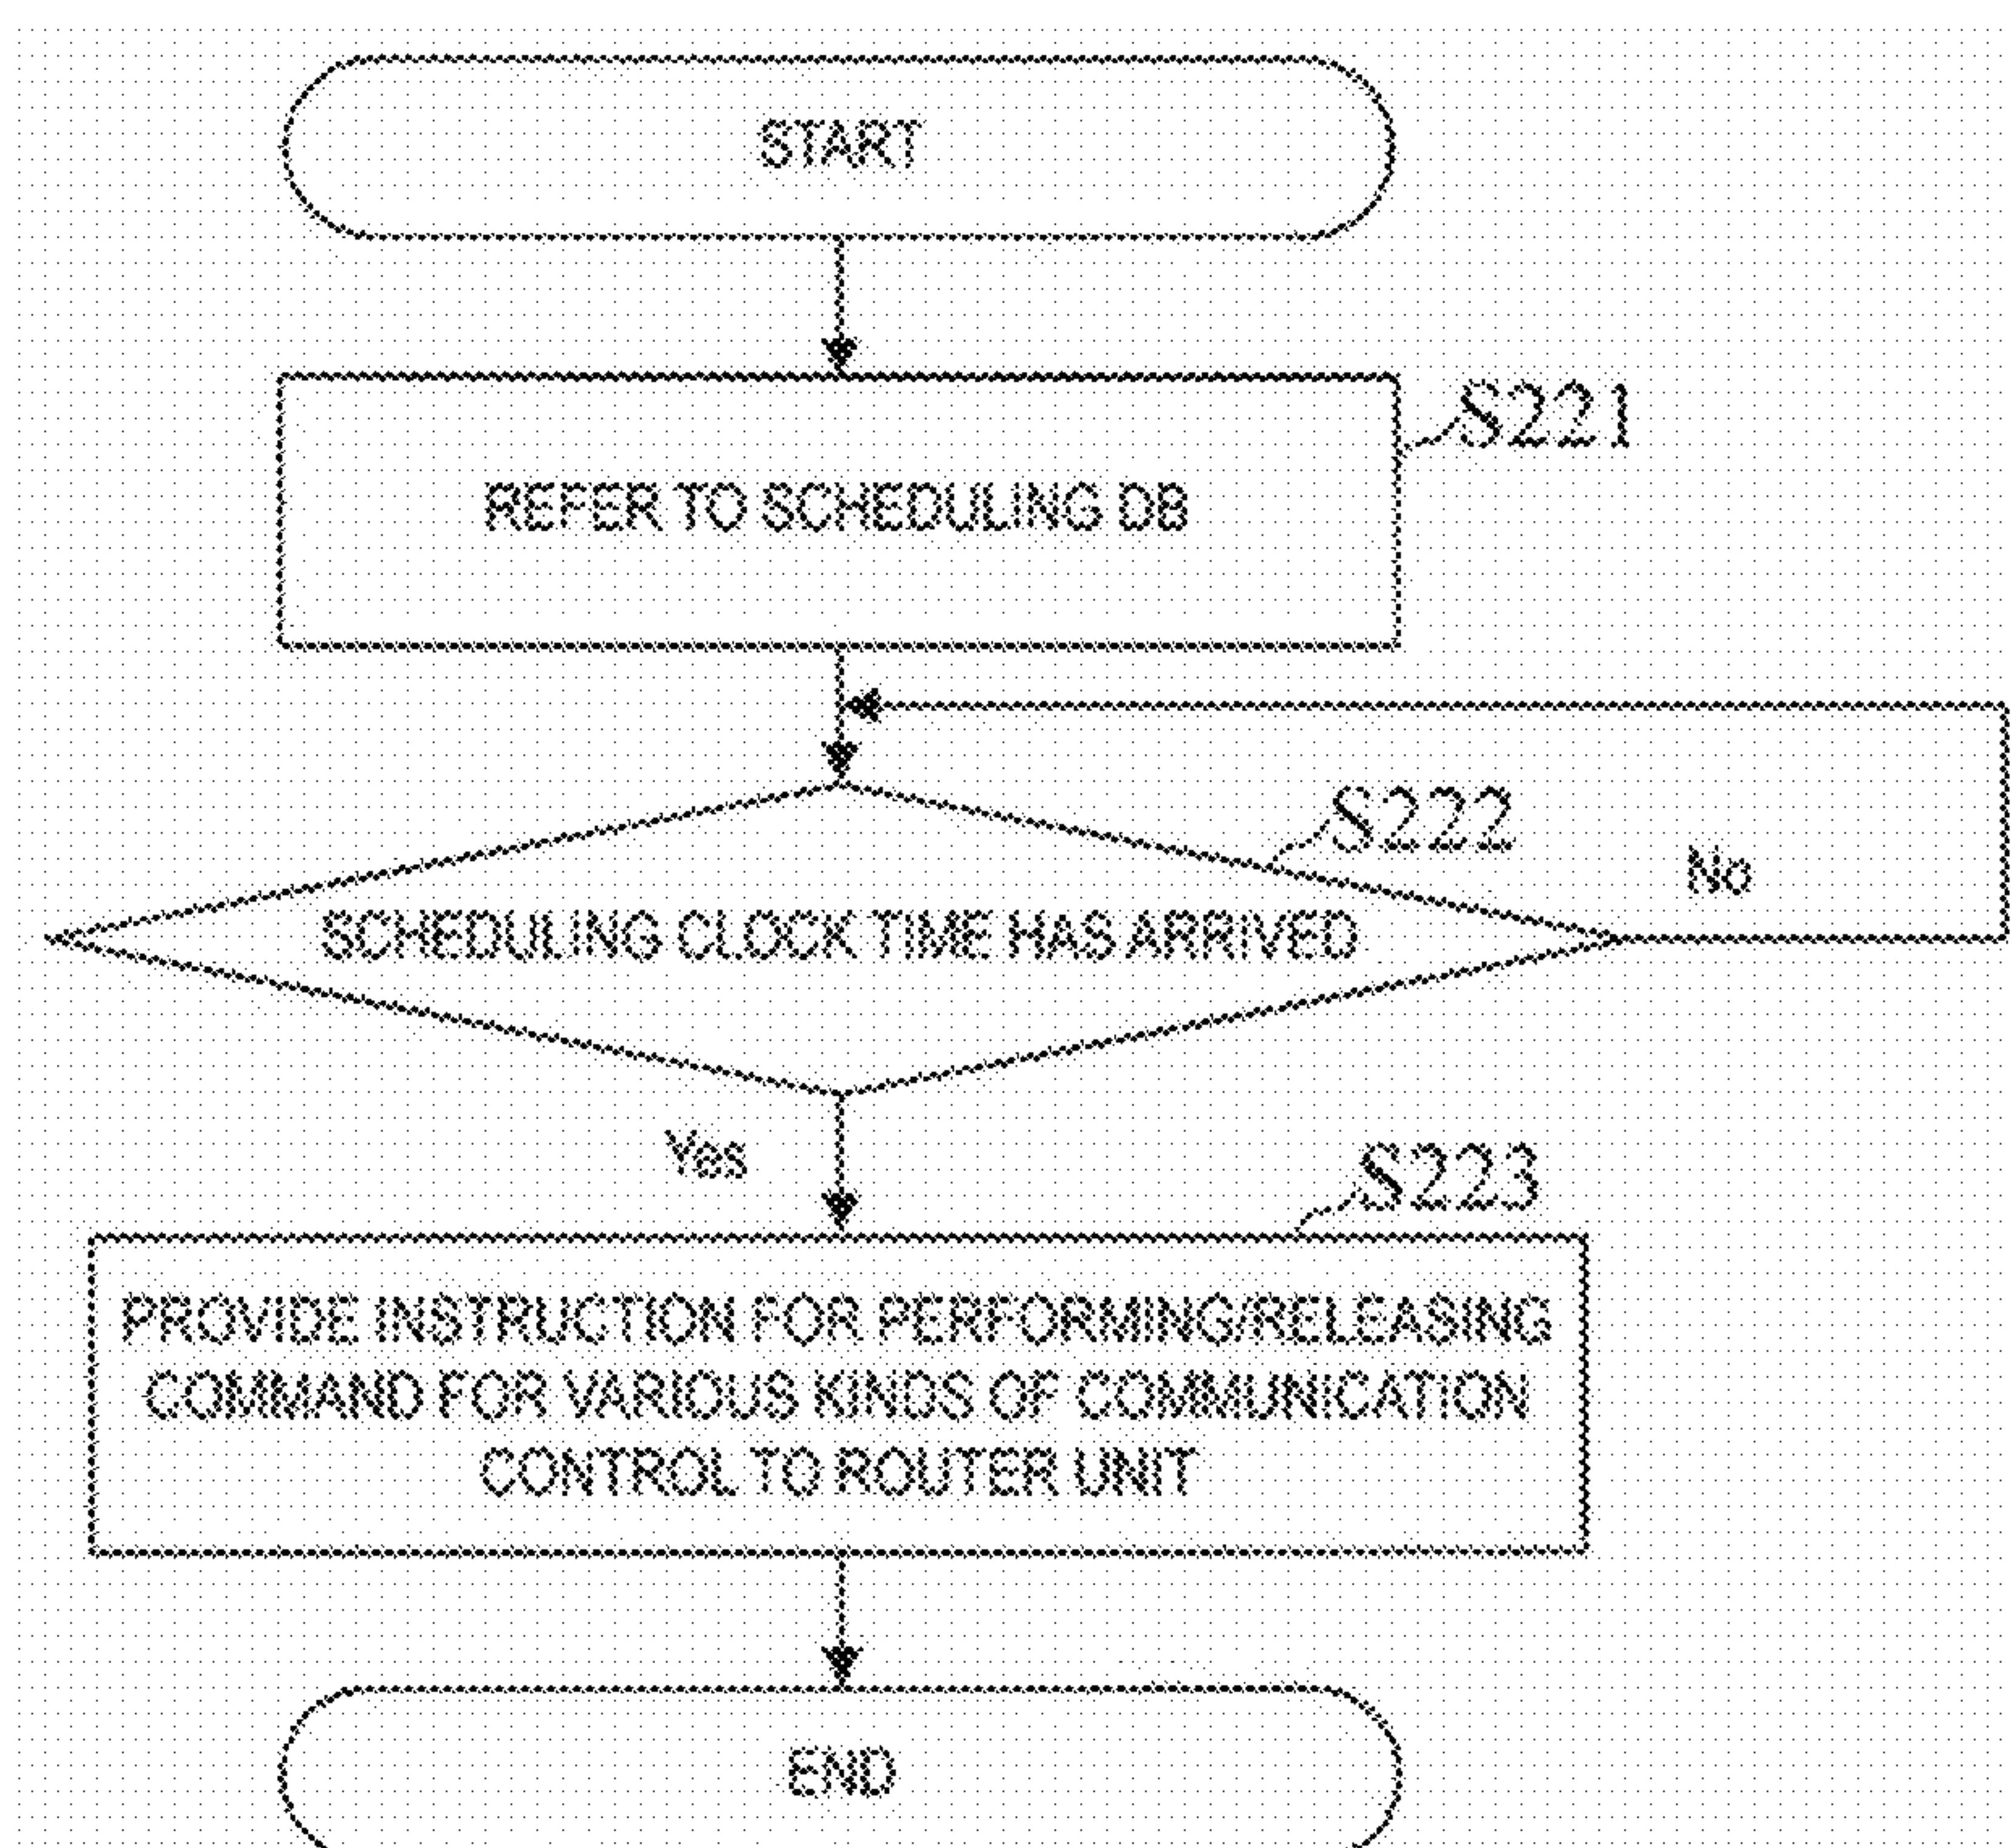 START
S221
REFER TO SCHEDULING DB
S222
No
SCHEDULING CLOCK TIME HAS ARRIVED
Yes
S223
PROVIDE INSTRUCTION FOR PERFORMING/RELEASING
COMMAND FOR VARIOUS KINDS OF COMMUNICATION
CONTROL TO ROUTER UNIT
END